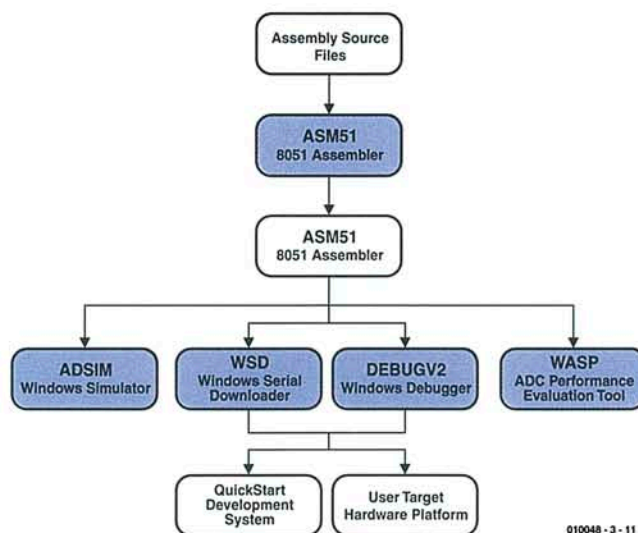 Assembly Source
Files
ASM51
8051 Assembler
ASM51
8051 Assembler
ADSIM
Windows Simulator
WSD
Windows Serial
Downloader
DEBUGV2
Windows Debugger
WASP
ADC Performance
Evaluation Tool
QuickStart
Development
System
User Target
Hardware Platform
010048 - 3 - 11